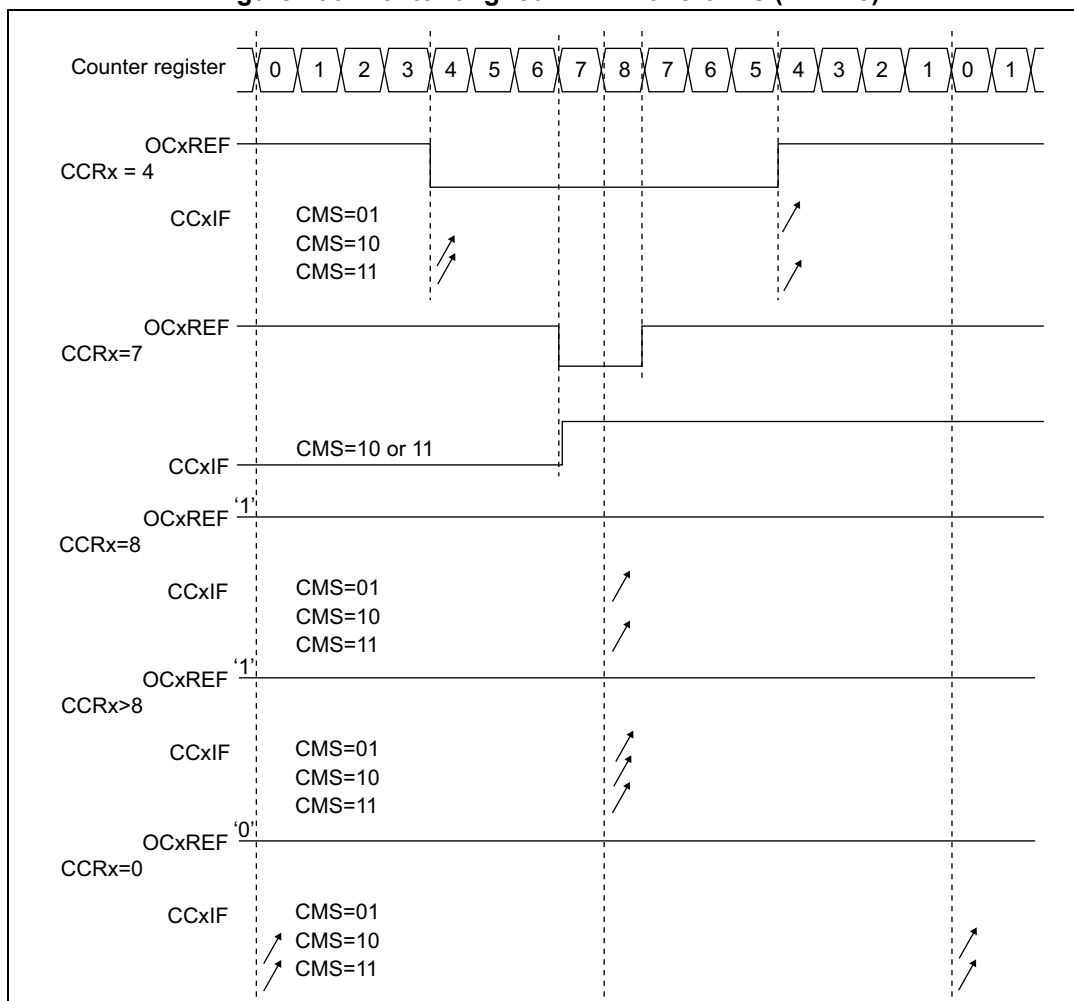 Counter register 0 1 2 3 4 5 6 7 8 7 6 5 4 3 2 1 0 1
OCxREF
CCRx = 4
CCxIF CMS=01
CMS=10
CMS=11
OCxREF
CCRx=7
CMS=10 or 11
CCxIF
OCxREF ‘1’
CCRx=8
CCxIF CMS=01
CMS=10
CMS=11
OCxREF ‘1’
CCRx>8
CCxIF CMS=01
CMS=10
CMS=11
OCxREF ‘0’
CCRx=0
CCxIF CMS=01
CMS=10
CMS=11